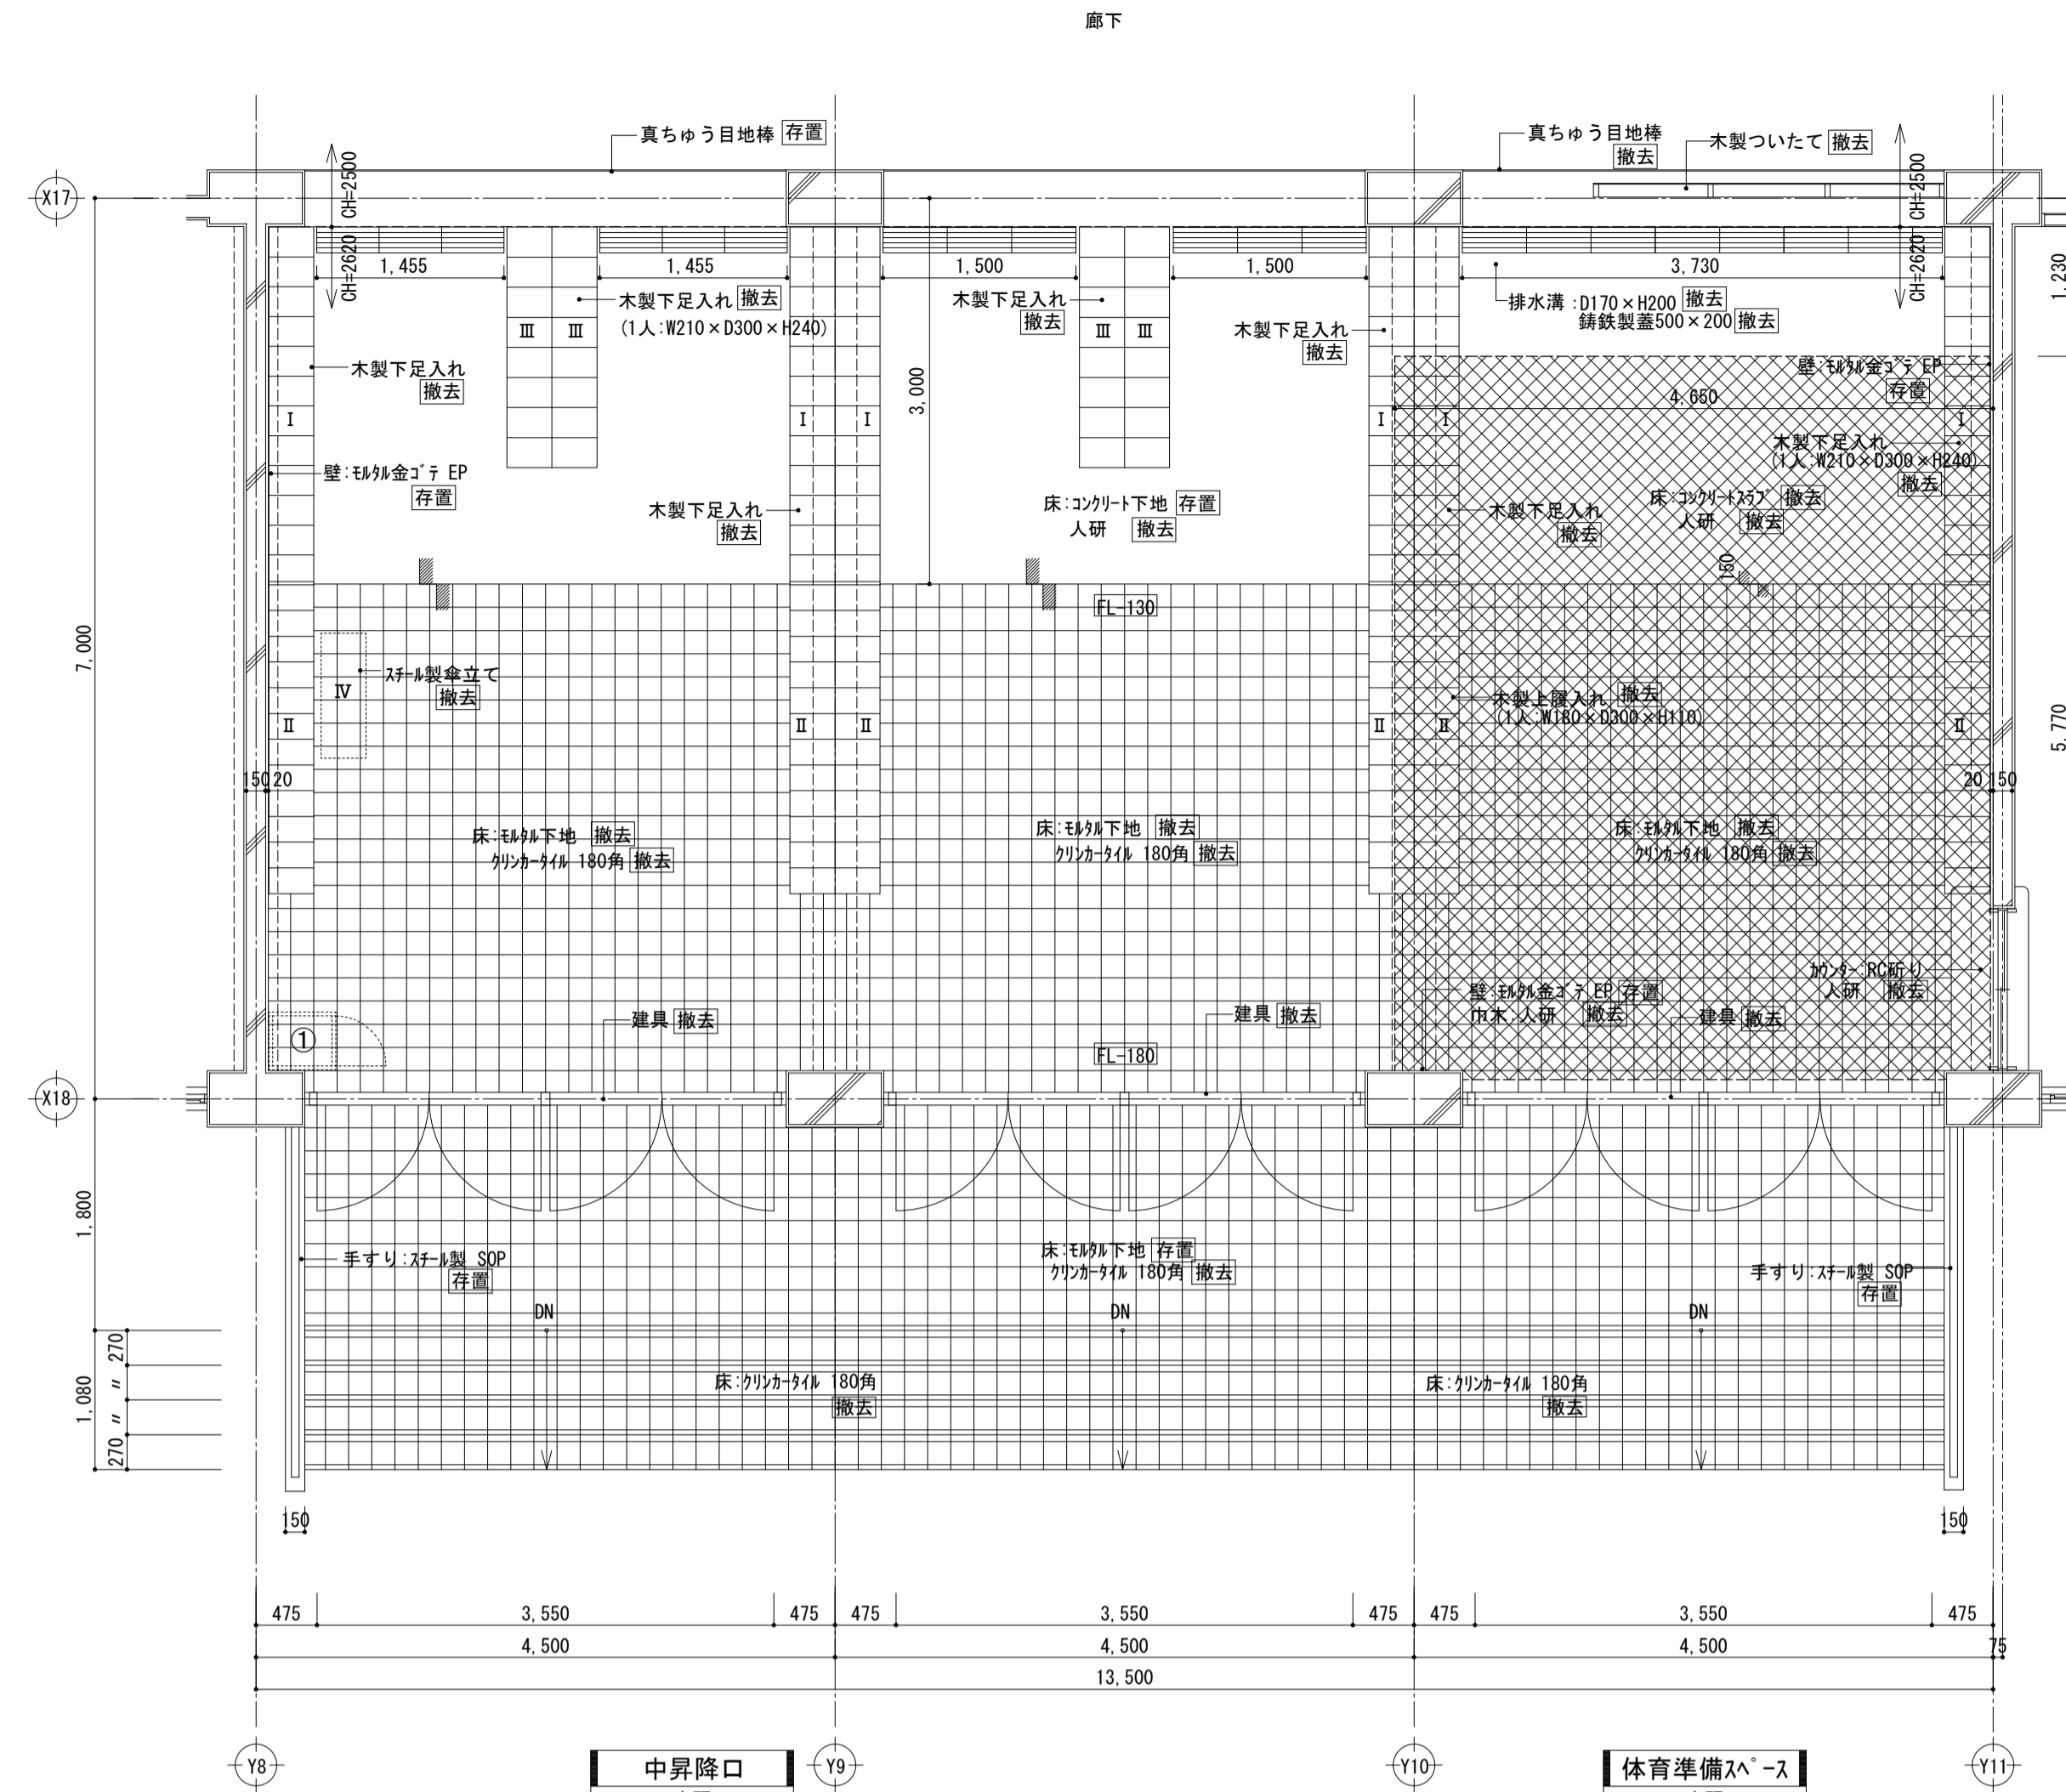 廊下
真ちゅう目地棒 存置
真ちゅう目地棒
撤去
木製ついたて 撤去
X17
CH=2500
CH=2620
CH=2500
CH=2620
1,455
1,455
1,500
1,500
3,730
1,230
木製下足入れ 撤去
(1人:W210×D300×H240)
木製下足入れ
撤去
木製下足入れ
撤去
排水溝:D170×H200 撤去
鋳鉄製蓋500×200 撤去
Ⅲ Ⅲ
Ⅲ Ⅲ
木製下足入れ
撤去
3,000
壁:モルタル金ゴテ EP
存置
4,650
Ⅰ
Ⅰ Ⅰ
Ⅰ Ⅰ
Ⅰ
木製下足入れ
(1人:W210×D300×H240)
撤去
壁:モルタル金ゴテ EP
存置
木製下足入れ
撤去
床:コンクリート下地 存置
人研 撤去
木製下足入れ
撤去
床:コンクリートスラブ 撤去
人研 撤去
150
FL-130
7,000
スチール製傘立て
撤去
Ⅳ
木製上履入れ 撤去
(1人:W180×D300×H110)
Ⅱ
Ⅱ Ⅱ
Ⅱ Ⅱ
Ⅱ
5,770
150 20
20 150
床:モルタル下地 撤去
クリンカータイル 180角 撤去
床:モルタル下地 撤去
クリンカータイル 180角 撤去
床:モルタル下地 撤去
クリンカータイル 180角 撤去
カウンター:RC斫り
人研 撤去
壁:モルタル金ゴテ EP 存置
巾木:人研 撤去
建具 撤去
建具 撤去
建具 撤去
①
FL-180
X18
1,800
手すり:スチール製 SOP
存置
床:モルタル下地 存置
クリンカータイル 180角 撤去
手すり:スチール製 SOP
存置
DN
DN
DN
270
〃
〃
270
1,080
床:クリンカータイル 180角
撤去
床:クリンカータイル 180角
撤去
150
150
475 3,550 475 475 3,550 475 475 3,550 475
4,500 4,500 4,500 75
13,500
Y8
中昇降口
Y9
Y10
体育準備スペース
Y11